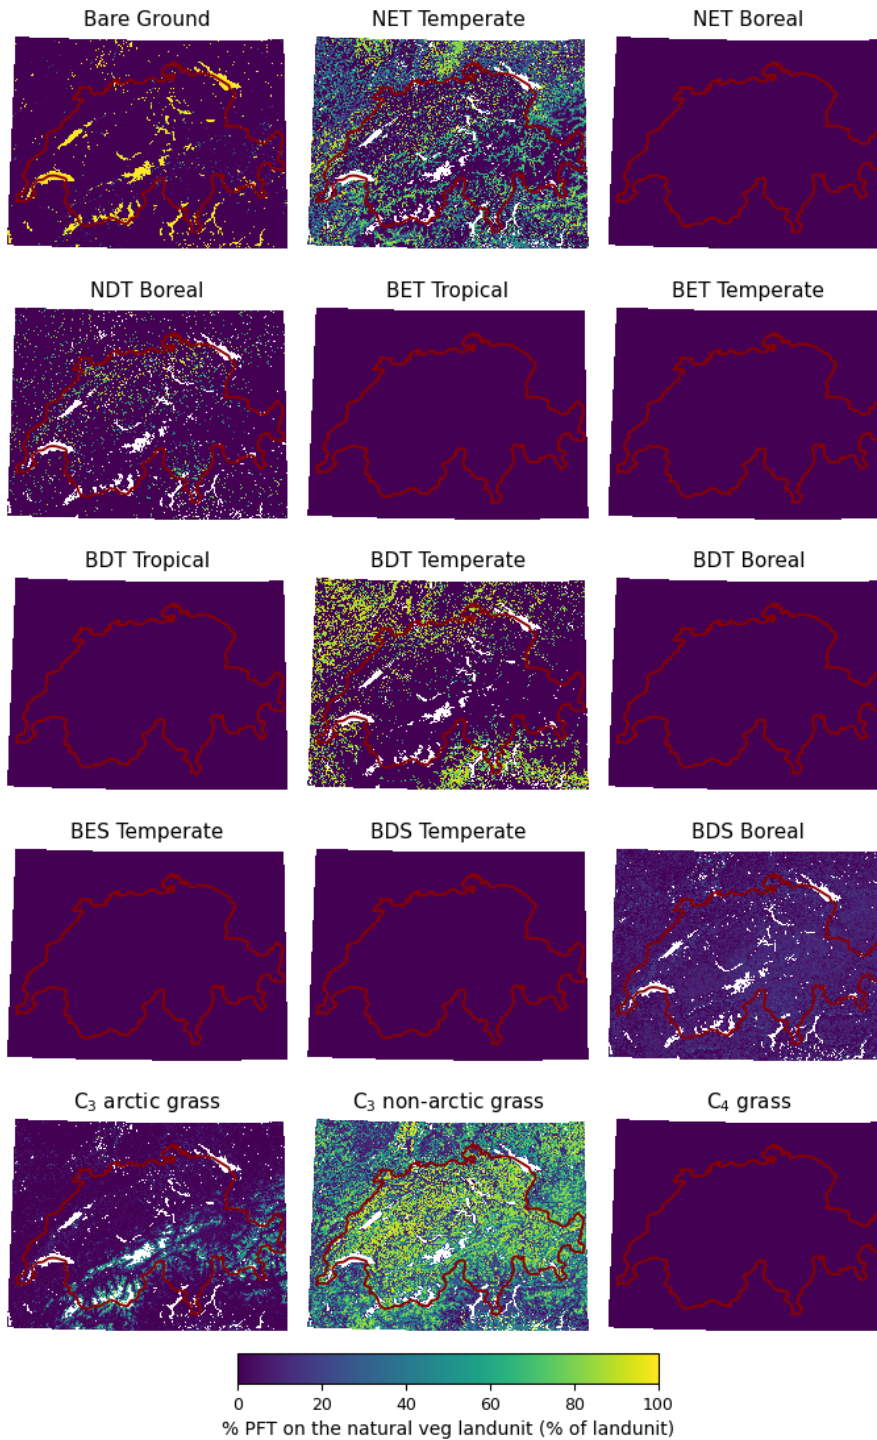 Bare Ground
NET Temperate
NET Boreal
NDT Boreal
BET Tropical
BET Temperate
BDT Tropical
BDT Temperate
BDT Boreal
BES Temperate
BDS Temperate
BDS Boreal
C₃ arctic grass
C₃ non-arctic grass
C₄ grass
0 20 40 60 80 100
% PFT on the natural veg landunit (% of landunit)